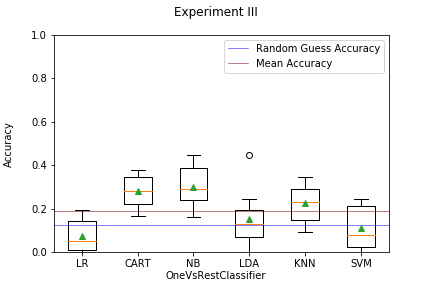 Experiment III
Random Guess Accuracy
Mean Accuracy
Accuracy
1.0
0.8
0.6
0.4
0.2
0.0
LR CART NB LDA KNN SVM
OneVsRestClassifier